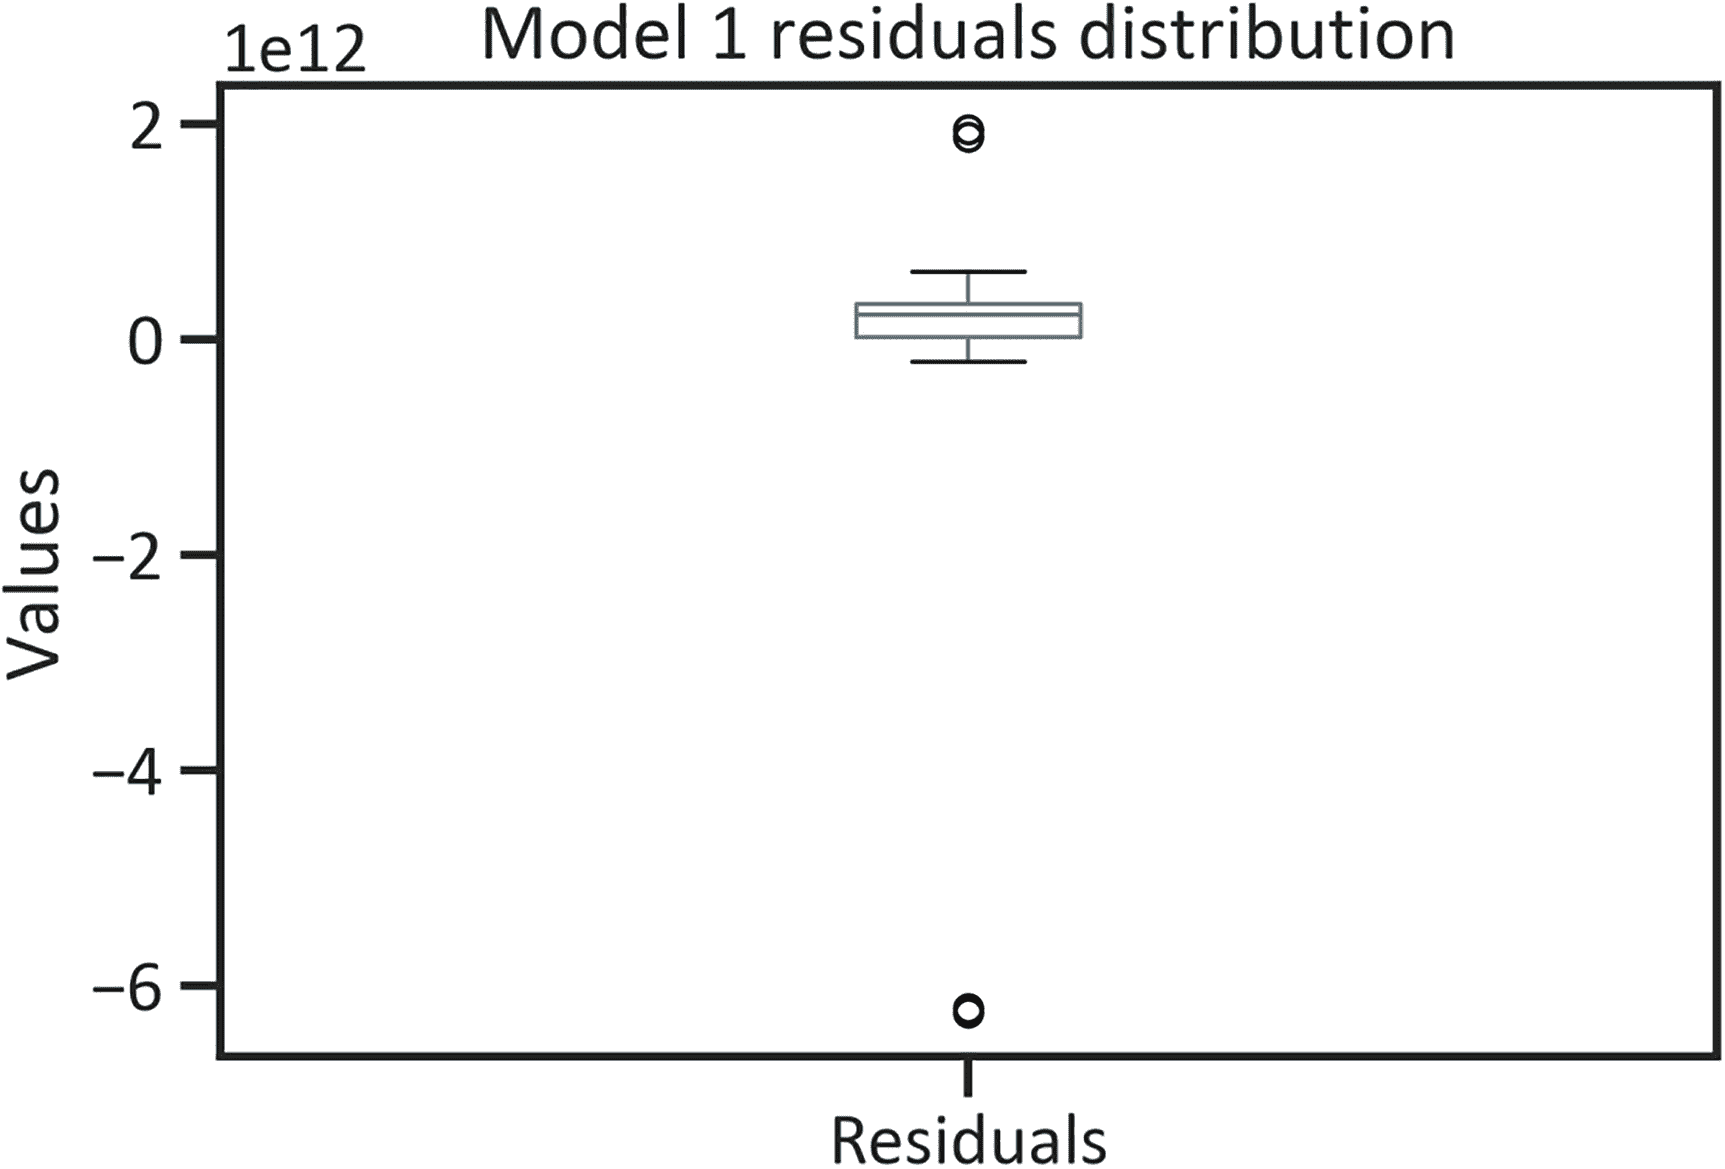 1e12
Model 1 residuals distribution
2
0
−2
−4
−6
Values
Residuals